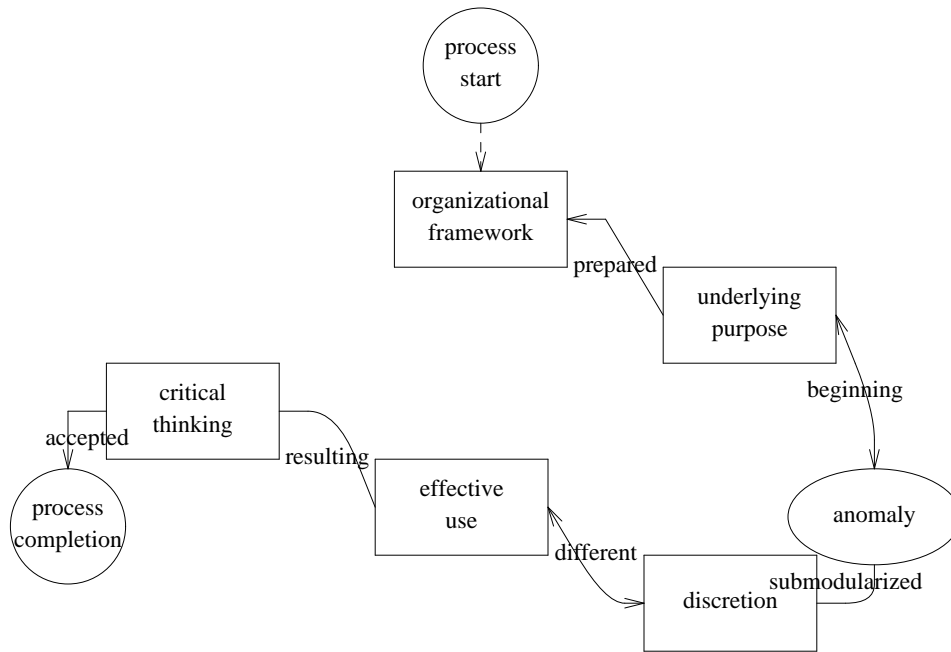 process
start
organizational
framework
prepared
underlying
purpose
beginning
critical
thinking
accepted
resulting
process
completion
effective
use
different
anomaly
submodularized
discretion